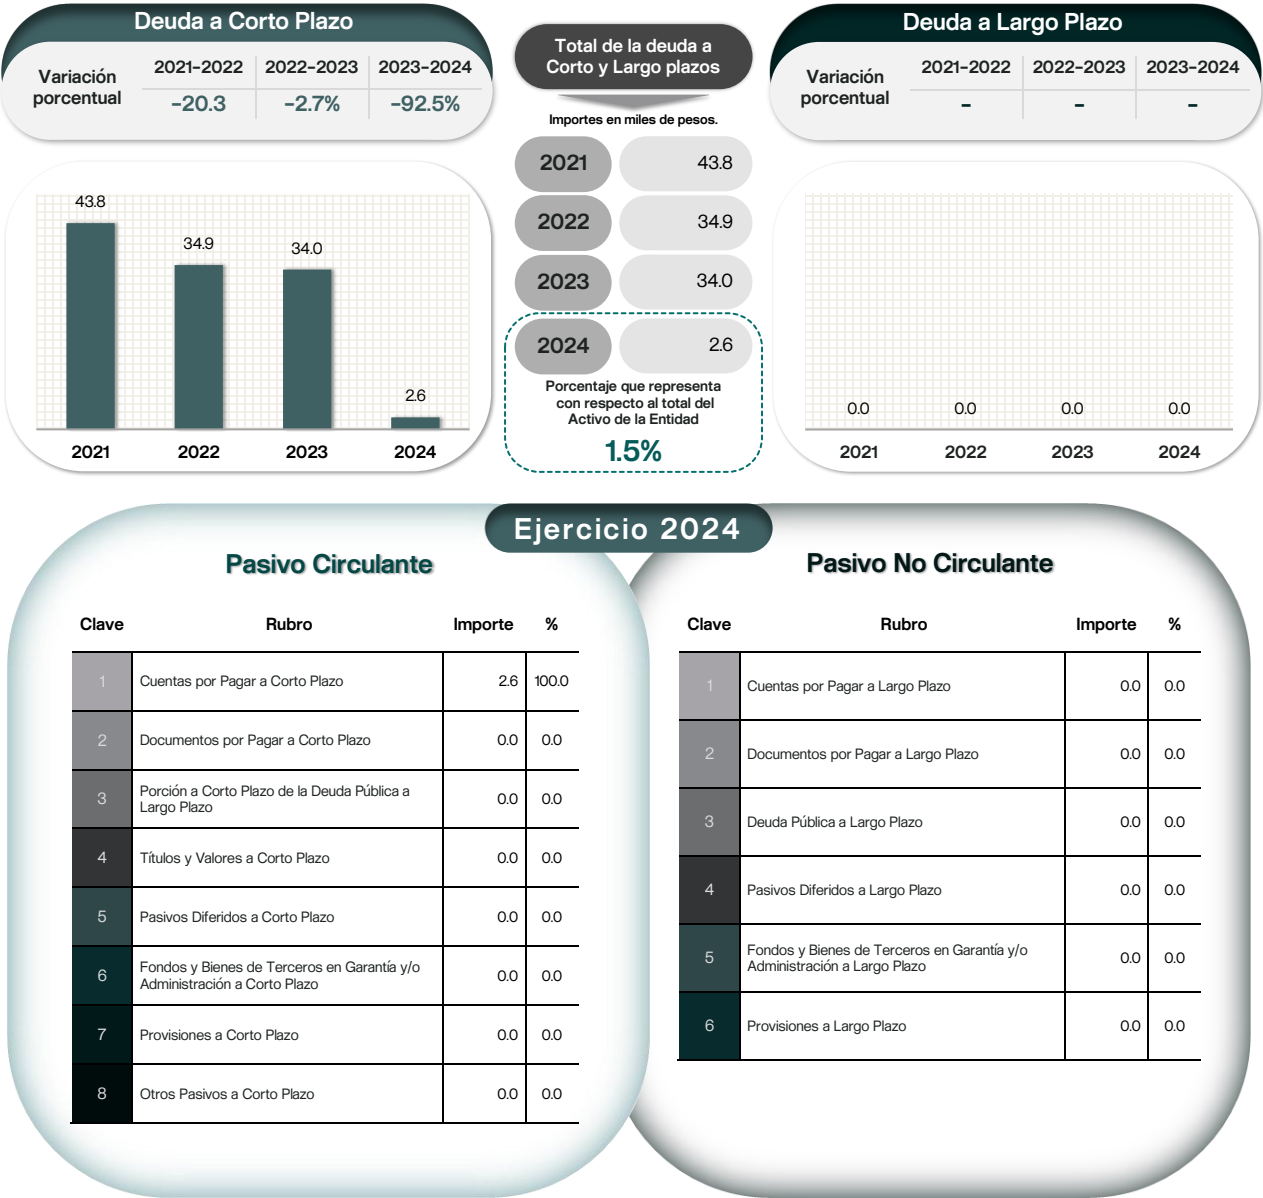 Deuda a Corto Plazo
Variación
porcentual
2021-2022 2022-2023 2023-2024
-20.3 -2.7% -92.5%
43.8
34.9
34.0
2.6
2021 2022 2023 2024
Total de la deuda a
Corto y Largo plazos
Importes en miles de pesos.
2021 43.8
2022 34.9
2023 34.0
2024 2.6
Porcentaje que representa
con respecto al total del
Activo de la Entidad
1.5%
Deuda a Largo Plazo
Variación
porcentual
2021-2022 2022-2023 2023-2024
- - -
0.0 0.0 0.0 0.0
2021 2022 2023 2024
Ejercicio 2024
Pasivo Circulante
Clave Rubro Importe %
1 Cuentas por Pagar a Corto Plazo 2.6 100.0
2 Documentos por Pagar a Corto Plazo 0.0 0.0
3 Porción a Corto Plazo de la Deuda Pública a
Largo Plazo 0.0 0.0
4 Títulos y Valores a Corto Plazo 0.0 0.0
5 Pasivos Diferidos a Corto Plazo 0.0 0.0
6 Fondos y Bienes de Terceros en Garantía y/o
Administración a Corto Plazo 0.0 0.0
7 Provisiones a Corto Plazo 0.0 0.0
8 Otros Pasivos a Corto Plazo 0.0 0.0
Pasivo No Circulante
Clave Rubro Importe %
1 Cuentas por Pagar a Largo Plazo 0.0 0.0
2 Documentos por Pagar a Largo Plazo 0.0 0.0
3 Deuda Pública a Largo Plazo 0.0 0.0
4 Pasivos Diferidos a Largo Plazo 0.0 0.0
5 Fondos y Bienes de Terceros en Garantía y/o
Administración a Largo Plazo 0.0 0.0
6 Provisiones a Largo Plazo 0.0 0.0